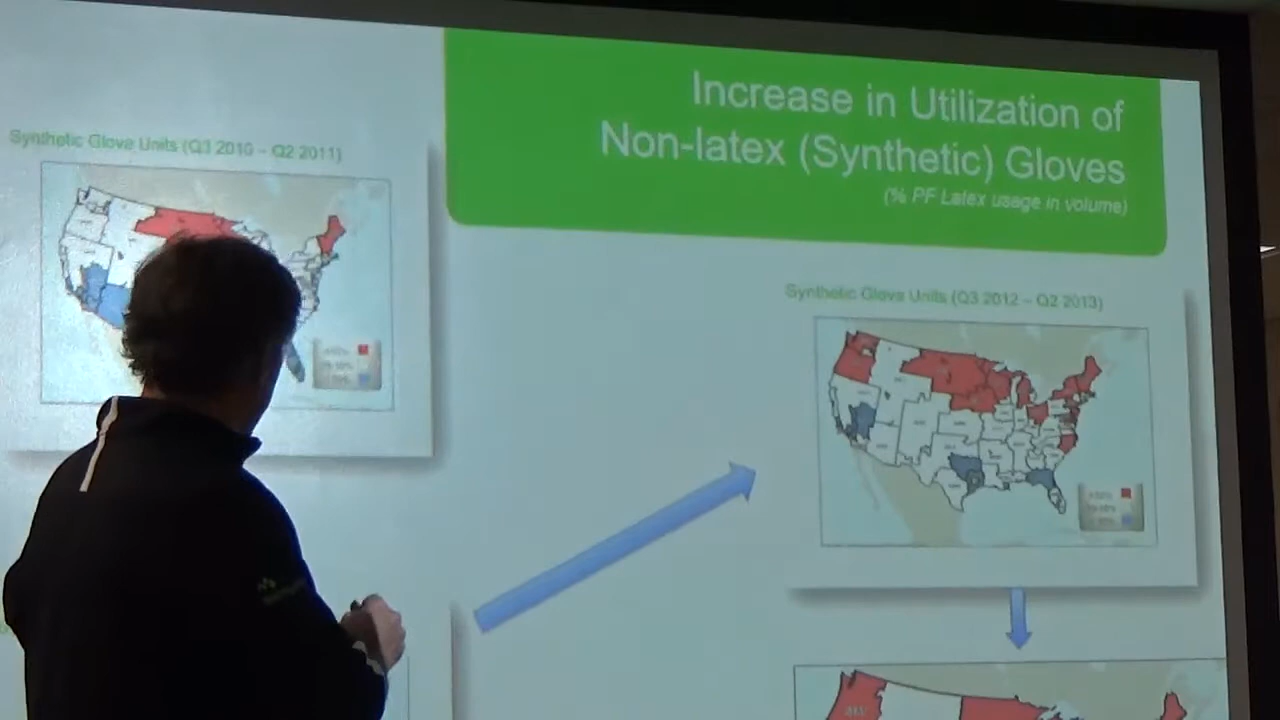 Increase in Utilization of
Non-latex (Synthetic) Gloves
(% PF Latex usage in volume)
Synthetic Glove Units (Q3 2010 – Q2 2011)
Synthetic Glove Units (Q3 2012 – Q2 2013)